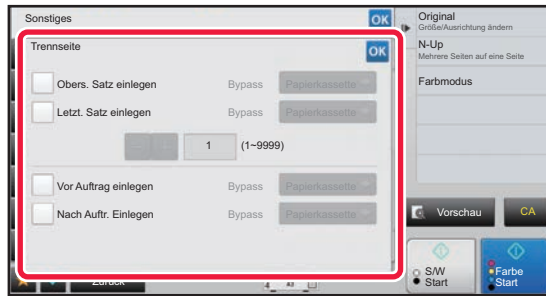 Sonstiges OK
Trennseite OK
Obers. Satz einlegen Bypass Papierkassette
Letzt. Satz einlegen Bypass Papierkassette
- + 1 (1~9999)
Vor Auftrag einlegen Bypass Papierkassette
Nach Auftr. Einlegen Bypass Papierkassette
Zurück
Original
Größe/Ausrichtung ändern
N-Up
Mehrere Seiten auf eine Seite
Farbmodus
Vorschau CA
S/W
Start
Farbe
Start